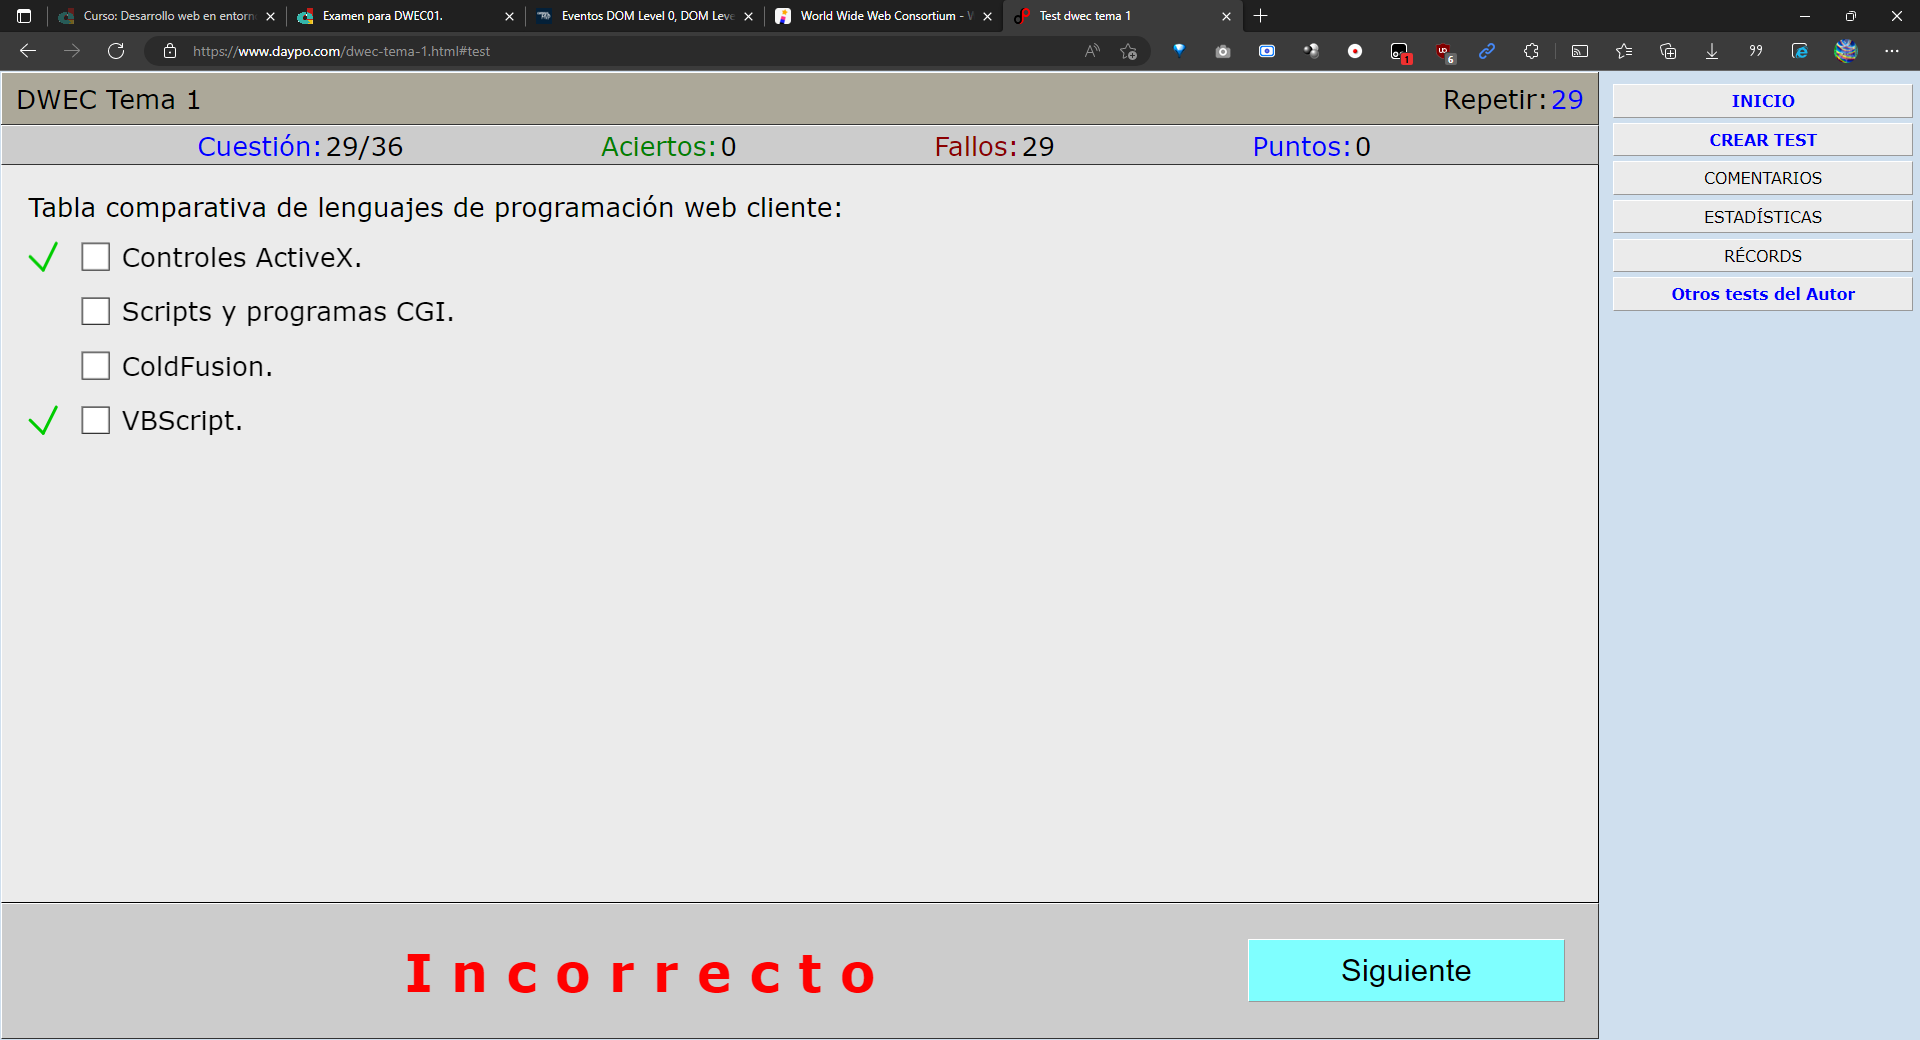 Curso: Desarrollo web en entorn
Examen para DWEC01.
Eventos DOM Level 0, DOM Leve
World Wide Web Consortium - W
Test dwec tema 1
https://www.daypo.com/dwec-tema-1.html#test
1
6
DWEC Tema 1
Repetir: 29
Cuestión: 29/36
Aciertos: 0
Fallos: 29
Puntos: 0
Tabla comparativa de lenguajes de programación web cliente:
Controles ActiveX.
Scripts y programas CGI.
ColdFusion.
VBScript.
Incorrecto
Siguiente
INICIO
CREAR TEST
COMENTARIOS
ESTADÍSTICAS
RÉCORDS
Otros tests del Autor